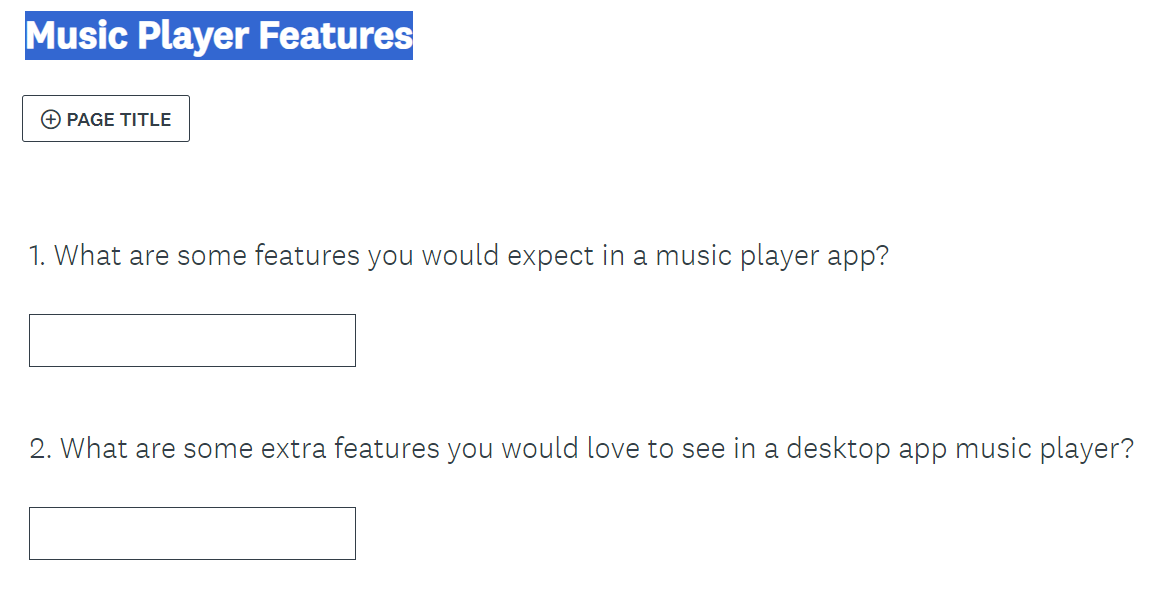 Music Player Features
PAGE TITLE
1. What are some features you would expect in a music player app?
2. What are some extra features you would love to see in a desktop app music player?